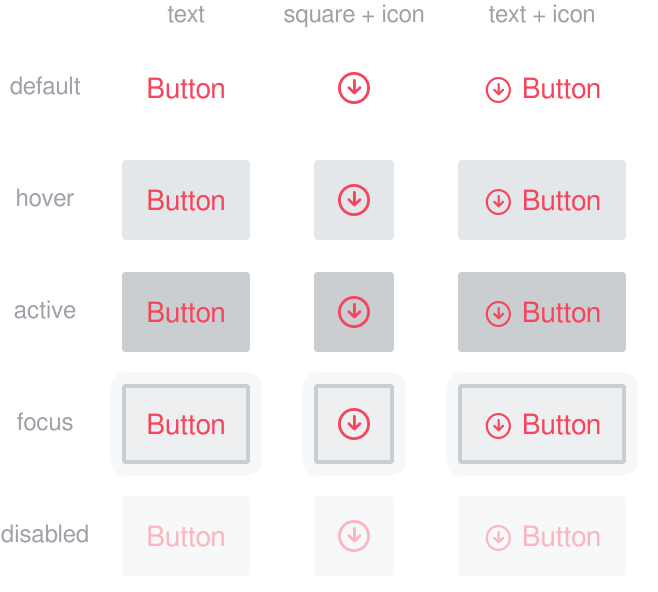 text square + icon text + icon
default Button Button
hover Button Button
active Button Button
focus Button Button
disabled Button Button